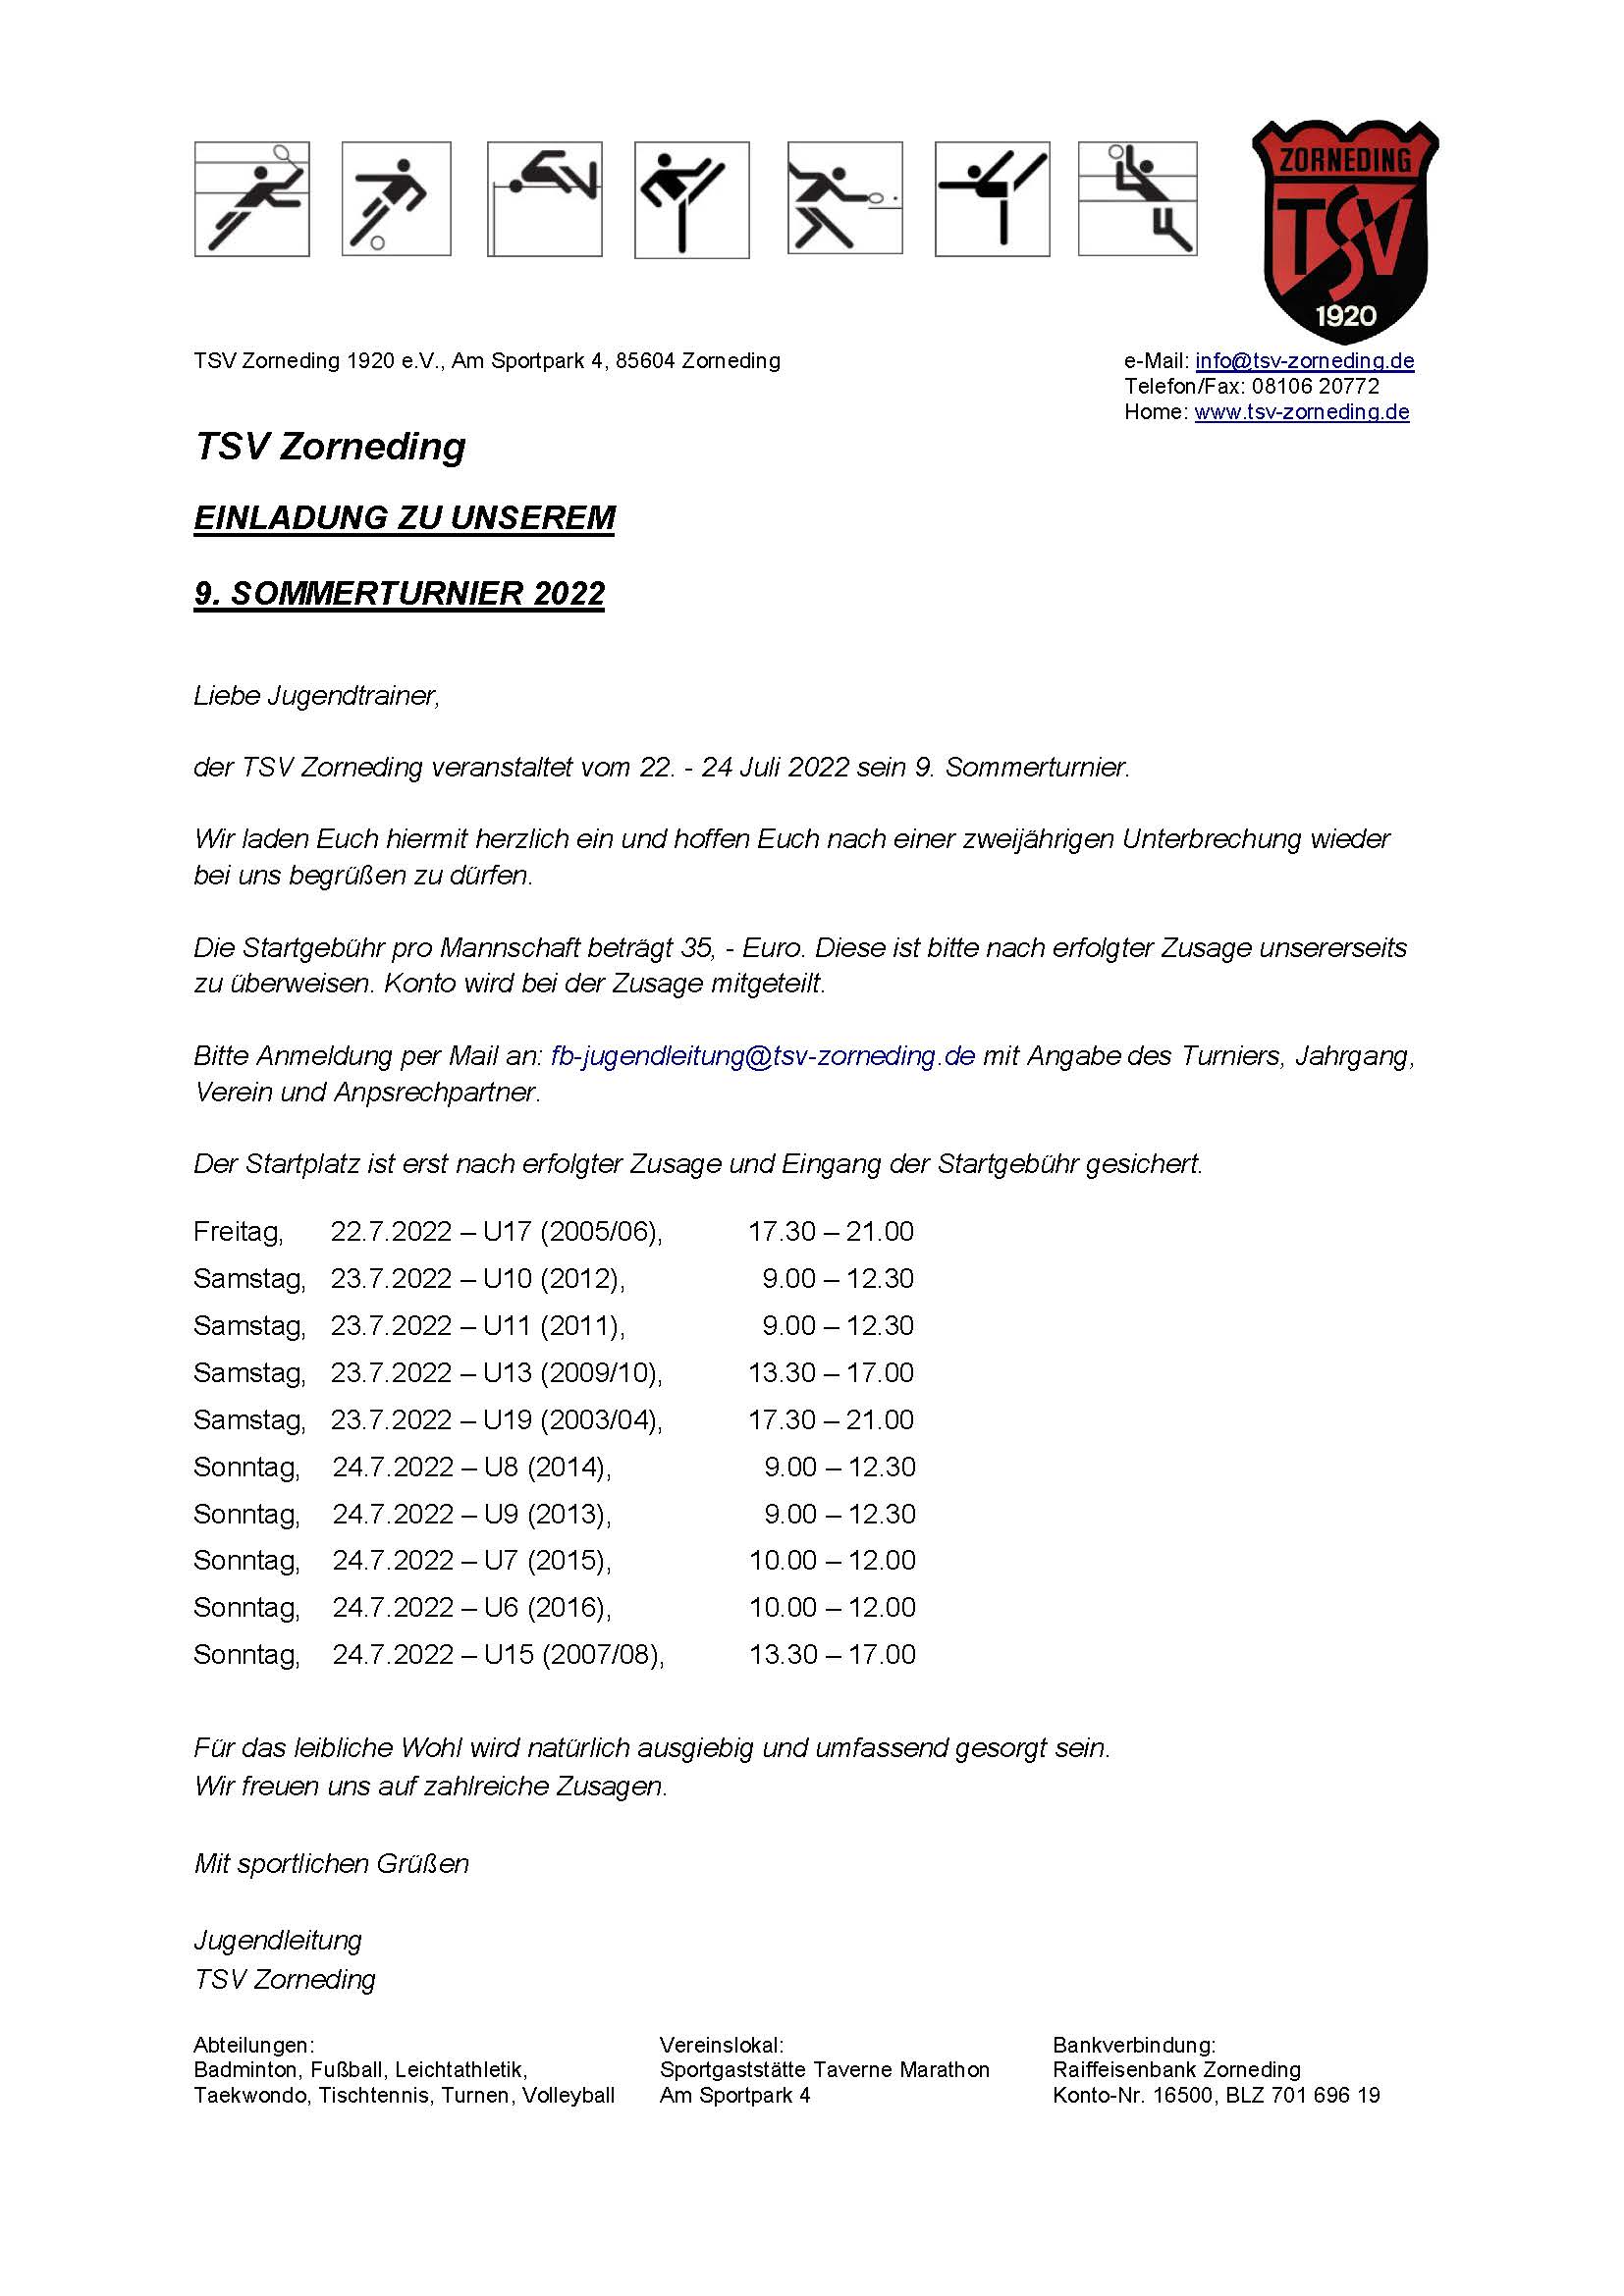 ZORNEDING
TSV
1920
TSV Zorneding 1920 e.V., Am Sportpark 4, 85604 Zorneding
e-Mail: info@tsv-zorneding.de
Telefon/Fax: 08106 20772
Home: www.tsv-zorneding.de
TSV Zorneding
EINLADUNG ZU UNSEREM
9. SOMMERTURNIER 2022
Liebe Jugendtrainer,
der TSV Zorneding veranstaltet vom 22. - 24 Juli 2022 sein 9. Sommerturnier.
Wir laden Euch hiermit herzlich ein und hoffen Euch nach einer zweijährigen Unterbrechung wieder
bei uns begrüßen zu dürfen.
Die Startgebühr pro Mannschaft beträgt 35, - Euro. Diese ist bitte nach erfolgter Zusage unsererseits
zu überweisen. Konto wird bei der Zusage mitgeteilt.
Bitte Anmeldung per Mail an: fb-jugendleitung@tsv-zorneding.de mit Angabe des Turniers, Jahrgang,
Verein und Anpsrechpartner.
Der Startplatz ist erst nach erfolgter Zusage und Eingang der Startgebühr gesichert.
Freitag, 22.7.2022 – U17 (2005/06), 17.30 – 21.00
Samstag, 23.7.2022 – U10 (2012), 9.00 – 12.30
Samstag, 23.7.2022 – U11 (2011), 9.00 – 12.30
Samstag, 23.7.2022 – U13 (2009/10), 13.30 – 17.00
Samstag, 23.7.2022 – U19 (2003/04), 17.30 – 21.00
Sonntag, 24.7.2022 – U8 (2014), 9.00 – 12.30
Sonntag, 24.7.2022 – U9 (2013), 9.00 – 12.30
Sonntag, 24.7.2022 – U7 (2015), 10.00 – 12.00
Sonntag, 24.7.2022 – U6 (2016), 10.00 – 12.00
Sonntag, 24.7.2022 – U15 (2007/08), 13.30 – 17.00
Für das leibliche Wohl wird natürlich ausgiebig und umfassend gesorgt sein.
Wir freuen uns auf zahlreiche Zusagen.
Mit sportlichen Grüßen
Jugendleitung
TSV Zorneding
Abteilungen:
Badminton, Fußball, Leichtathletik,
Taekwondo, Tischtennis, Turnen, Volleyball
Vereinslokal:
Sportgaststätte Taverne Marathon
Am Sportpark 4
Bankverbindung:
Raiffeisenbank Zorneding
Konto-Nr. 16500, BLZ 701 696 19